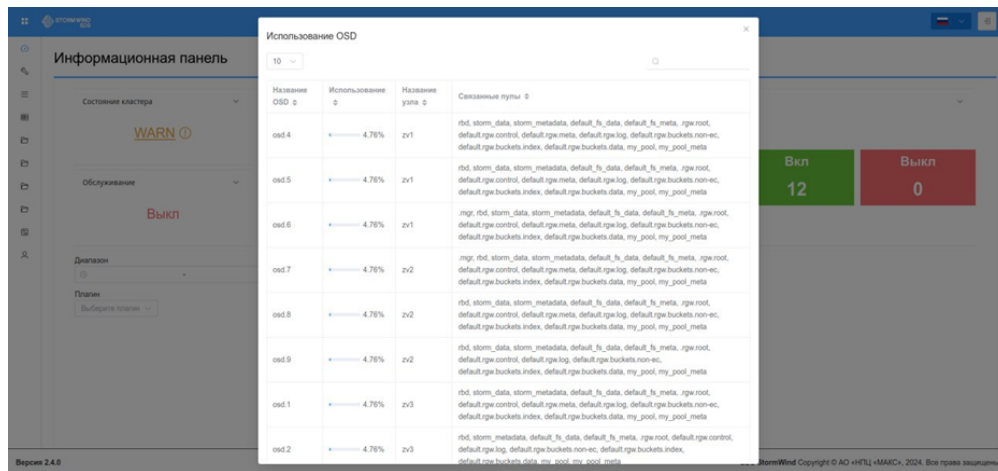 STORMWIND
Информационная панель
Состояние кластера
WARN
Обслуживание
Выкл
Диапазон
-
Плагин
Выберите плагин
Вкл
12
Выкл
0
Использование OSD
10
Название OSD
Использование
Название узла
Связанные пулы
osd.4
4.76%
zv1
rbd, storm_data, storm_metadata, default_fs_data, default_fs_meta, .rgw.root,
default.rgw.control, default.rgw.meta, default.rgw.log, default.rgw.buckets.non-ec,
default.rgw.buckets.index, default.rgw.buckets.data, my_pool, my_pool_meta
osd.5
4.76%
zv1
rbd, storm_data, storm_metadata, default_fs_data, default_fs_meta, .rgw.root,
default.rgw.control, default.rgw.meta, default.rgw.log, default.rgw.buckets.non-ec,
default.rgw.buckets.index, default.rgw.buckets.data, my_pool, my_pool_meta
osd.6
4.76%
zv1
.mgr, rbd, storm_data, storm_metadata, default_fs_data, default_fs_meta, .rgw.root,
default.rgw.control, default.rgw.meta, default.rgw.log, default.rgw.buckets.non-ec,
default.rgw.buckets.index, default.rgw.buckets.data, my_pool, my_pool_meta
osd.7
4.76%
zv2
.mgr, rbd, storm_data, storm_metadata, default_fs_data, default_fs_meta, .rgw.root,
default.rgw.control, default.rgw.meta, default.rgw.log, default.rgw.buckets.non-ec,
default.rgw.buckets.index, default.rgw.buckets.data, my_pool, my_pool_meta
osd.8
4.76%
zv2
rbd, storm_data, storm_metadata, default_fs_data, default_fs_meta, .rgw.root,
default.rgw.control, default.rgw.meta, default.rgw.log, default.rgw.buckets.non-ec,
default.rgw.buckets.index, default.rgw.buckets.data, my_pool, my_pool_meta
osd.9
4.76%
zv2
rbd, storm_data, storm_metadata, default_fs_data, default_fs_meta, .rgw.root,
default.rgw.control, default.rgw.log, default.rgw.buckets.non-ec,
default.rgw.buckets.index, default.rgw.buckets.data, my_pool, my_pool_meta
osd.1
4.76%
zv3
rbd, storm_data, storm_metadata, default_fs_data, default_fs_meta, .rgw.root,
default.rgw.control, default.rgw.meta, default.rgw.log, default.rgw.buckets.non-ec,
default.rgw.buckets.index, default.rgw.buckets.data, my_pool, my_pool_meta
osd.2
4.76%
zv3
rbd, storm_metadata, default_fs_data, default_fs_meta, .rgw.root, default.rgw.control,
default.rgw.log, default.rgw.buckets.non-ec, default.rgw.buckets.index,
default.rgw.buckets.data, my_pool, my_pool_meta
Версия 2.4.0
StormWind Copyright © АО «НПЦ «МАКС», 2024. Все права защищены